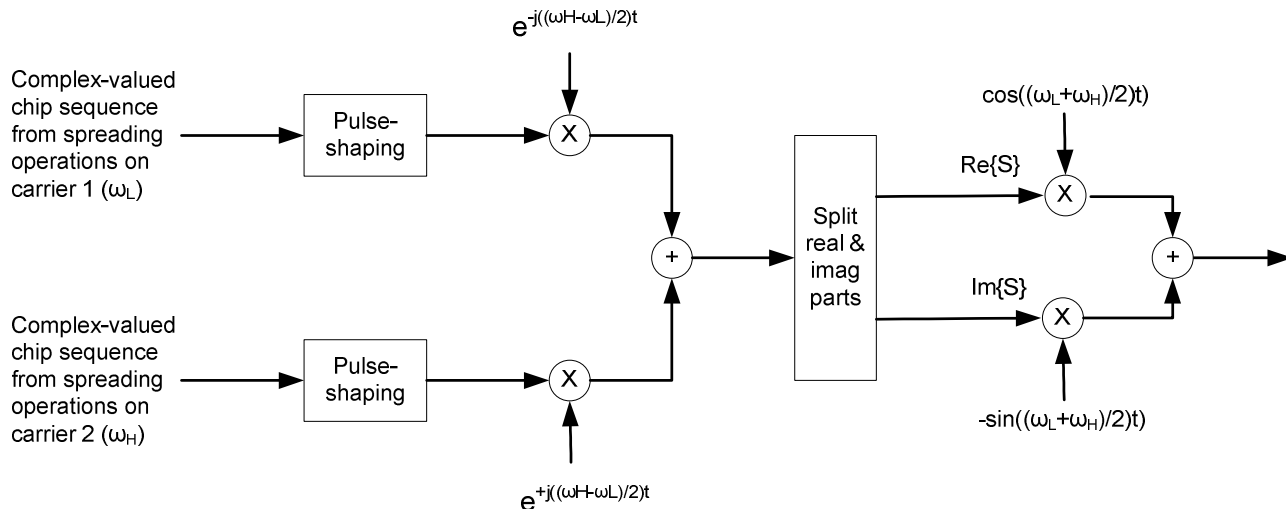 e-j((ωH-ωL)/2)t
Complex-valued
chip sequence
from spreading
operations on
carrier 1 (ωL)
Pulse-
shaping
X
cos((ωL+ωH)/2)t)
Re{S}
X
Split
real &
imag
parts
+
+
Im{S}
X
-sin((ωL+ωH)/2)t)
Complex-valued
chip sequence
from spreading
operations on
carrier 2 (ωH)
Pulse-
shaping
X
e+j((ωH-ωL)/2)t